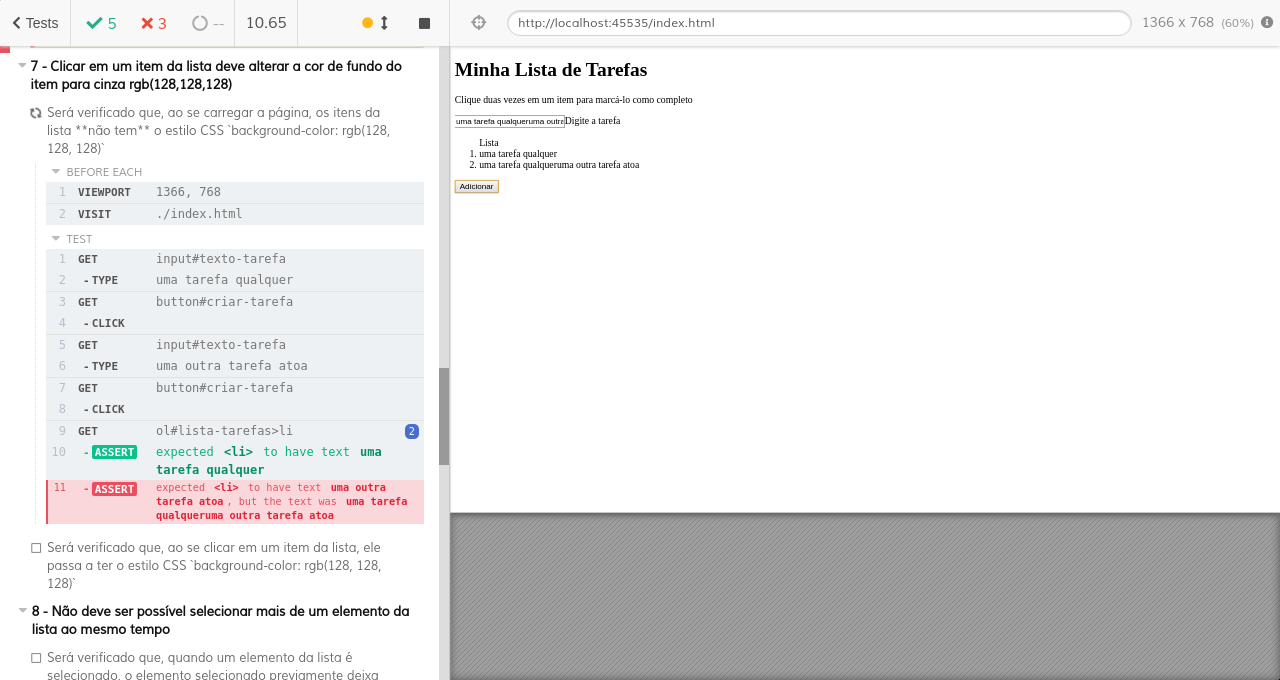 Tests
5
3
--
10.65
http://localhost:45535/index.html
1366 x 768 (60%)
7 - Clicar em um item da lista deve alterar a cor de fundo do
item para cinza rgb(128,128,128)
Será verificado que, ao se carregar a página, os itens da
lista **não tem** o estilo CSS `background-color: rgb(128,
128, 128)`
BEFORE EACH
1 VIEWPORT 1366, 768
2 VISIT ./index.html
TEST
1 GET input#texto-tarefa
2 - TYPE uma tarefa qualquer
3 GET button#criar-tarefa
4 - CLICK
5 GET input#texto-tarefa
6 - TYPE uma outra tarefa atoa
7 GET button#criar-tarefa
8 - CLICK
9 GET ol#lista-tarefas>li 2
10 - ASSERT expected <li> to have text uma
tarefa qualquer
11 - ASSERT expected <li> to have text uma outra
tarefa atoa, but the text was uma tarefa
qualqueruma outra tarefa atoa
Será verificado que, ao se clicar em um item da lista, ele
passa a ter o estilo CSS `background-color: rgb(128, 128,
128)`
8 - Não deve ser possível selecionar mais de um elemento da
lista ao mesmo tempo
Será verificado que, quando um elemento da lista é
selecionado, o elemento selecionado previamente deixa
Minha Lista de Tarefas
Clique duas vezes em um item para marcá-lo como completo
uma tarefa qualqueruma outra Digite a tarefa
Lista
1. uma tarefa qualquer
2. uma tarefa qualqueruma outra tarefa atoa
Adicionar